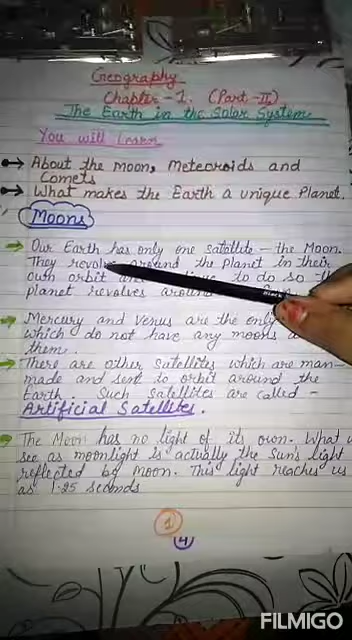 Geography
Chapter-1. (Part-II)
The Earth in the Solar System
You will Learn
About the moon, Meteoroids and
Comets
What makes the Earth a unique Planet.
Moons
Our Earth has only one satellite - the Moon.
They revolve around the planet in their
own orbit to do so
planet revolves
Mercury and Venus are the only
which do not have any moons
them.
There are other satellites which are man-
made and sent to orbit around the
Earth. Such satellites are called -
Artificial Satellites.
The Moon has no light of its own. What
see as moonlight is actually the Sun's light
reflected by Moon. This light reaches us
as 1.25 seconds
1
4
FILMIGO